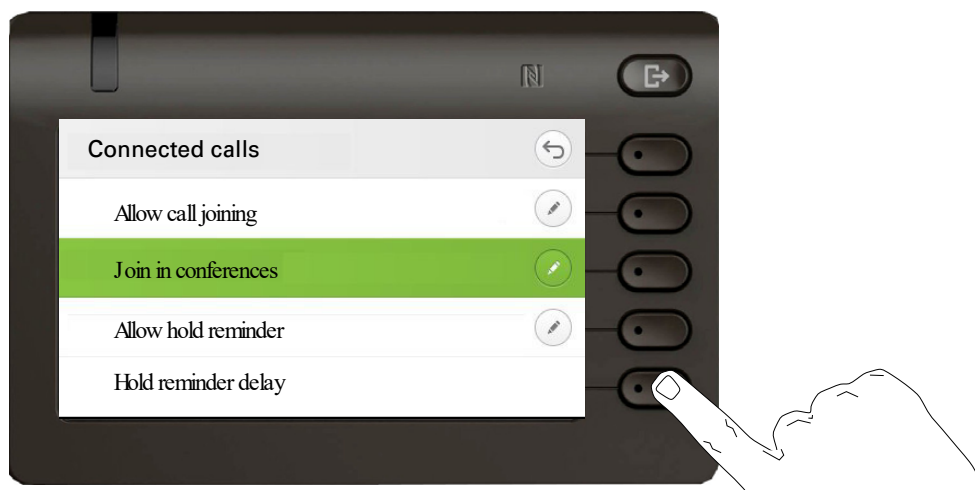 Connected calls
Allow call joining
Join in conferences
Allow hold reminder
Hold reminder delay